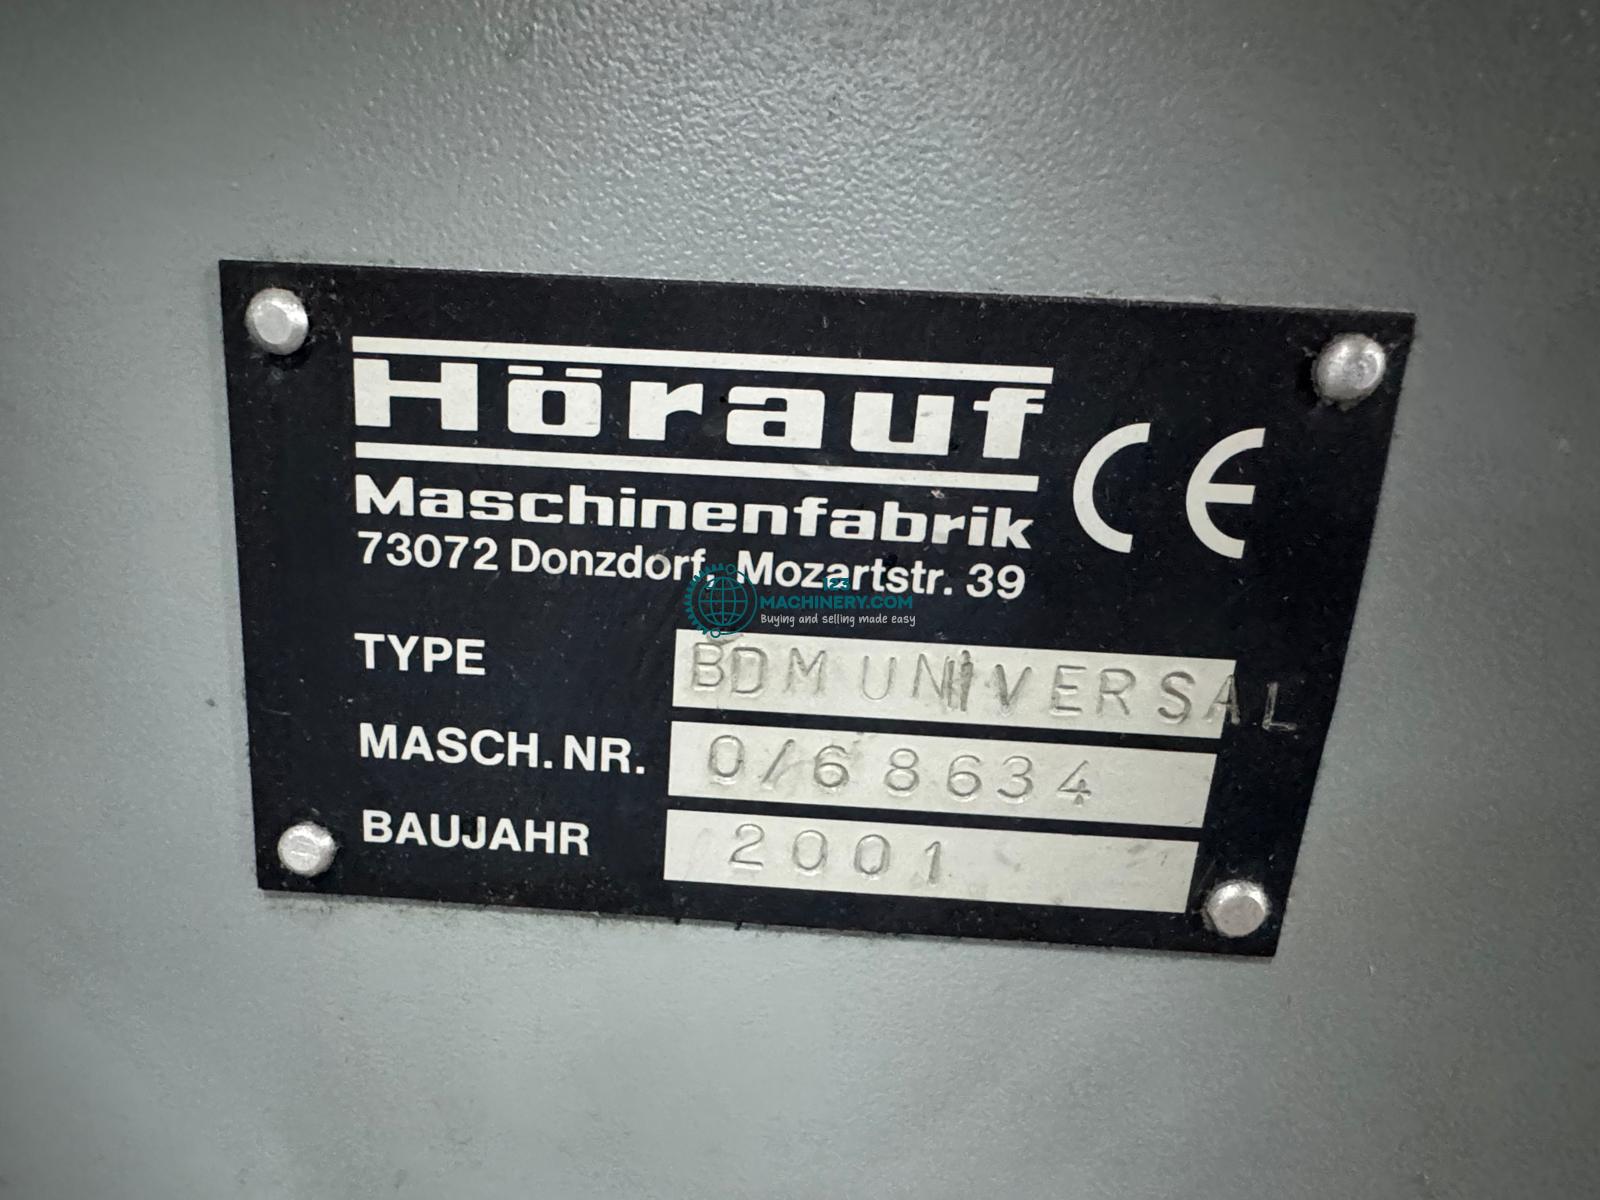 Hörauf
Maschinenfabrik
CE
73072 Donzdorf, Mozartstr. 39
123
MACHINERY.COM
Buying and selling made easy
TYPE BDM UNIVERSAL
MASCH.NR. 0/68634
BAUJAHR 2001